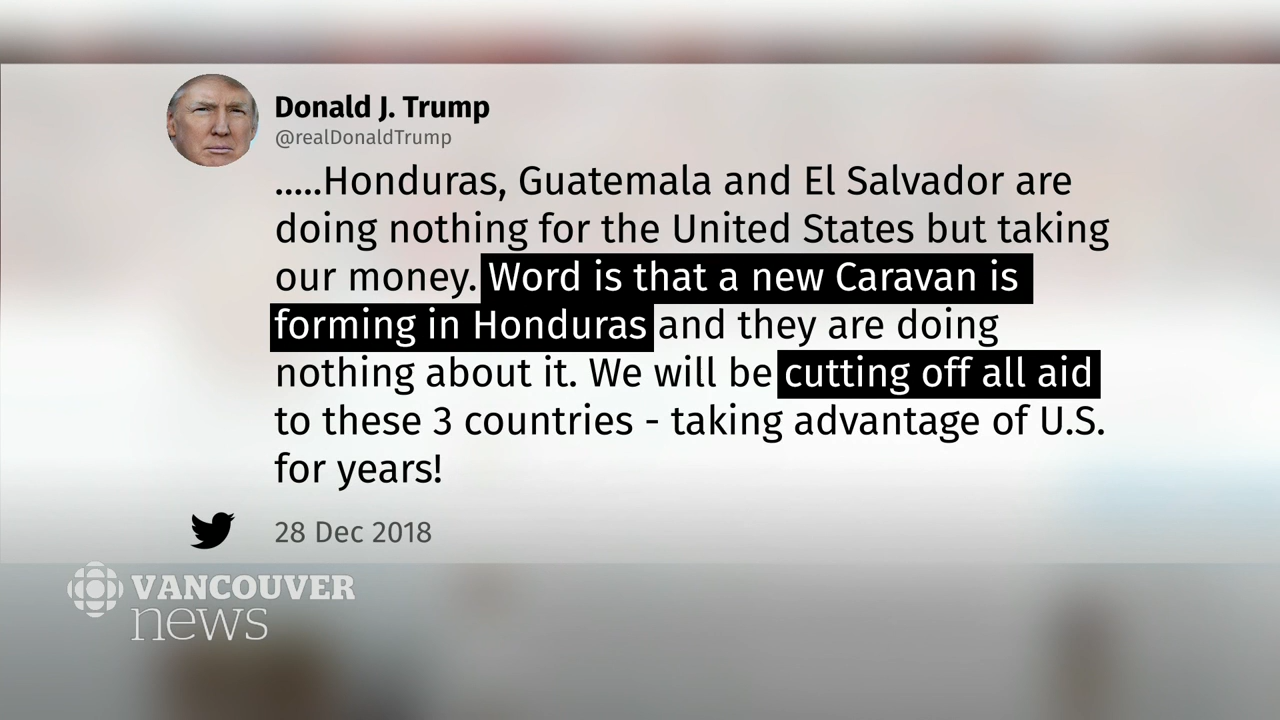 Donald J. Trump
@realDonaldTrump
.....Honduras, Guatemala and El Salvador are
doing nothing for the United States but taking
our money. Word is that a new Caravan is
forming in Honduras and they are doing
nothing about it. We will be cutting off all aid
to these 3 countries - taking advantage of U.S.
for years!
28 Dec 2018
VANCOUVER
news